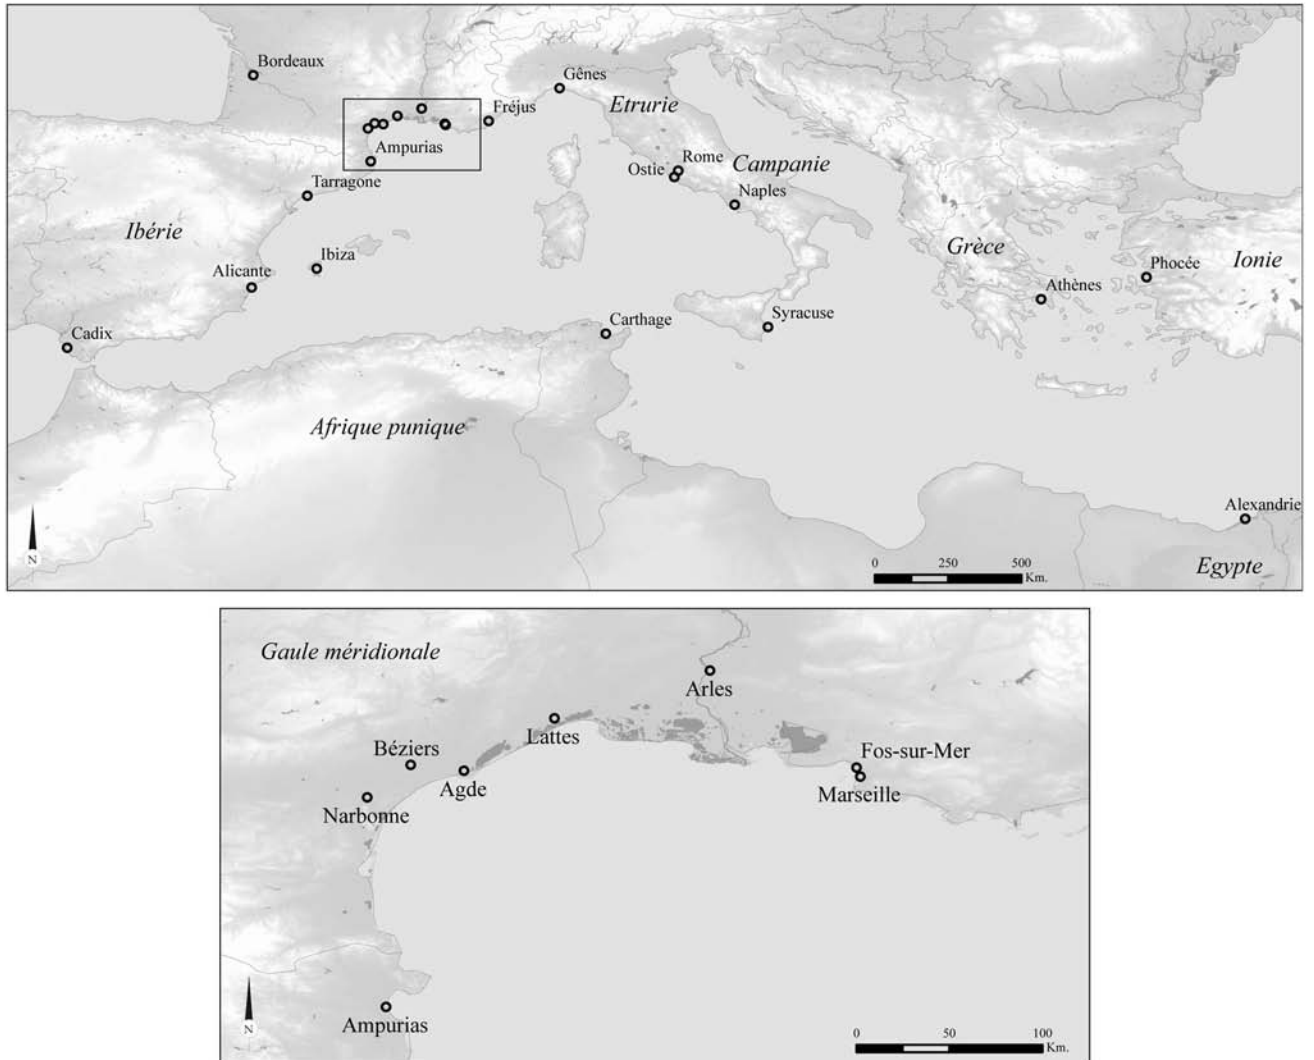 Bordeaux
Gênes
Etrurie
Fréjus
Ampurias
Rome
Ostie
Campanie
Tarragone
Naples
Ibérie
Ibiza
Alicante
Grèce
Phocée
Ionie
Athènes
Cadix
Carthage
Syracuse
Afrique punique
Alexandrie
N
0 250 500
Km.
Egypte
Gaule méridionale
Arles
Lattes
Béziers
Fos-sur-Mer
Agde
Marseille
Narbonne
N
Ampurias
0 50 100
Km.